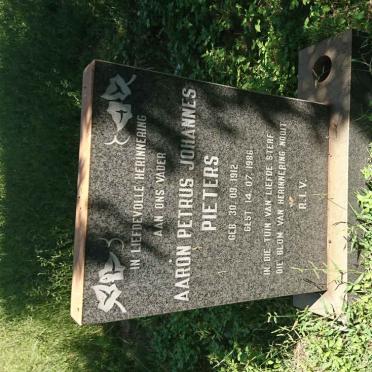 IN LIEFDEVOLLE HERINNERING
AAN ONS VADER
AARON PETRUS JOHANNES
PIETERS
GEB 30.09.1912
GEST 14.07.1986
IN DIE TUIN VAN LIEFDE STERF
DIE BLOM VAN HERINNERING NOOIT
R.I.V.